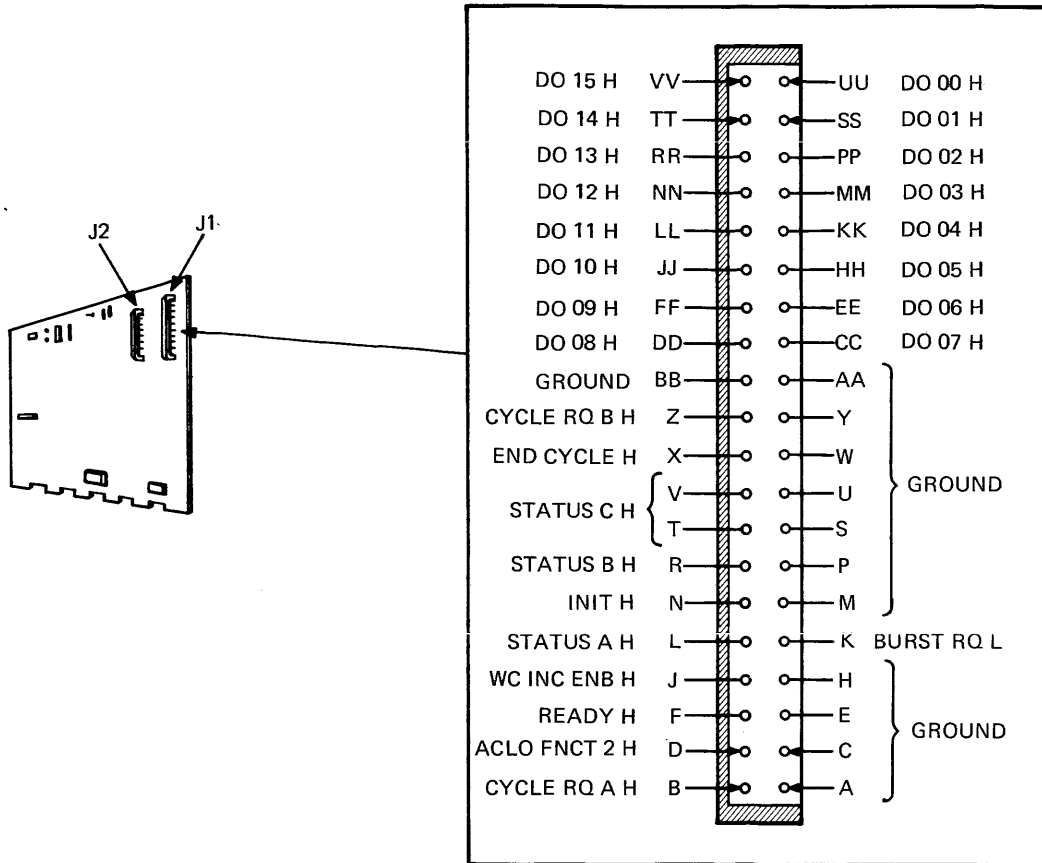 J2 J1
DO 15 H VV UU DO 00 H
DO 14 H TT SS DO 01 H
DO 13 H RR PP DO 02 H
DO 12 H NN MM DO 03 H
DO 11 H LL KK DO 04 H
DO 10 H JJ HH DO 05 H
DO 09 H FF EE DO 06 H
DO 08 H DD CC DO 07 H
GROUND BB AA
CYCLE RQ B H Z Y
END CYCLE H X W
GROUND
V U
STATUS C H
T S
STATUS B H R P
INIT H N M
STATUS A H L K BURST RQ L
WC INC ENB H J H
READY H F E
GROUND
ACLO FNCT 2 H D C
CYCLE RQ A H B A